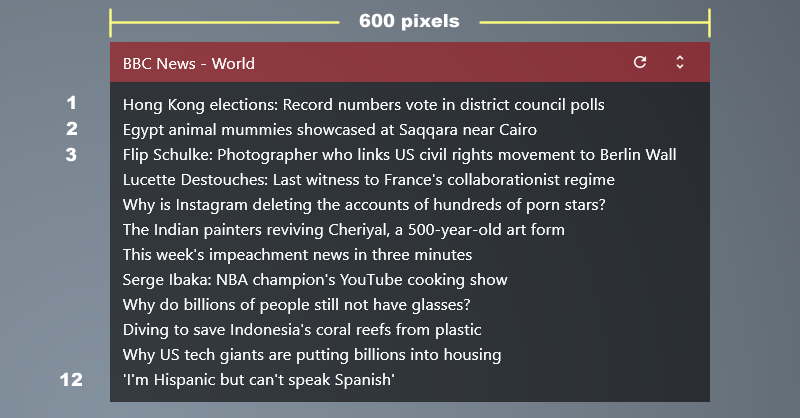 600 pixels
BBC News - World
1 Hong Kong elections: Record numbers vote in district council polls
2 Egypt animal mummies showcased at Saqqara near Cairo
3 Flip Schulke: Photographer who links US civil rights movement to Berlin Wall
Lucette Destouches: Last witness to France's collaborationist regime
Why is Instagram deleting the accounts of hundreds of porn stars?
The Indian painters reviving Cheriyal, a 500-year-old art form
This week's impeachment news in three minutes
Serge Ibaka: NBA champion's YouTube cooking show
Why do billions of people still not have glasses?
Diving to save Indonesia's coral reefs from plastic
Why US tech giants are putting billions into housing
12 'I'm Hispanic but can't speak Spanish'